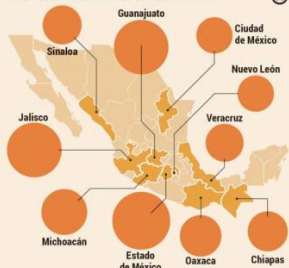 Guanajuato
Ciudad
de México
Sinaloa
Nuevo León
Jalisco
Veracruz
Michoacán
Estado
de México
Oaxaca
Chiapas